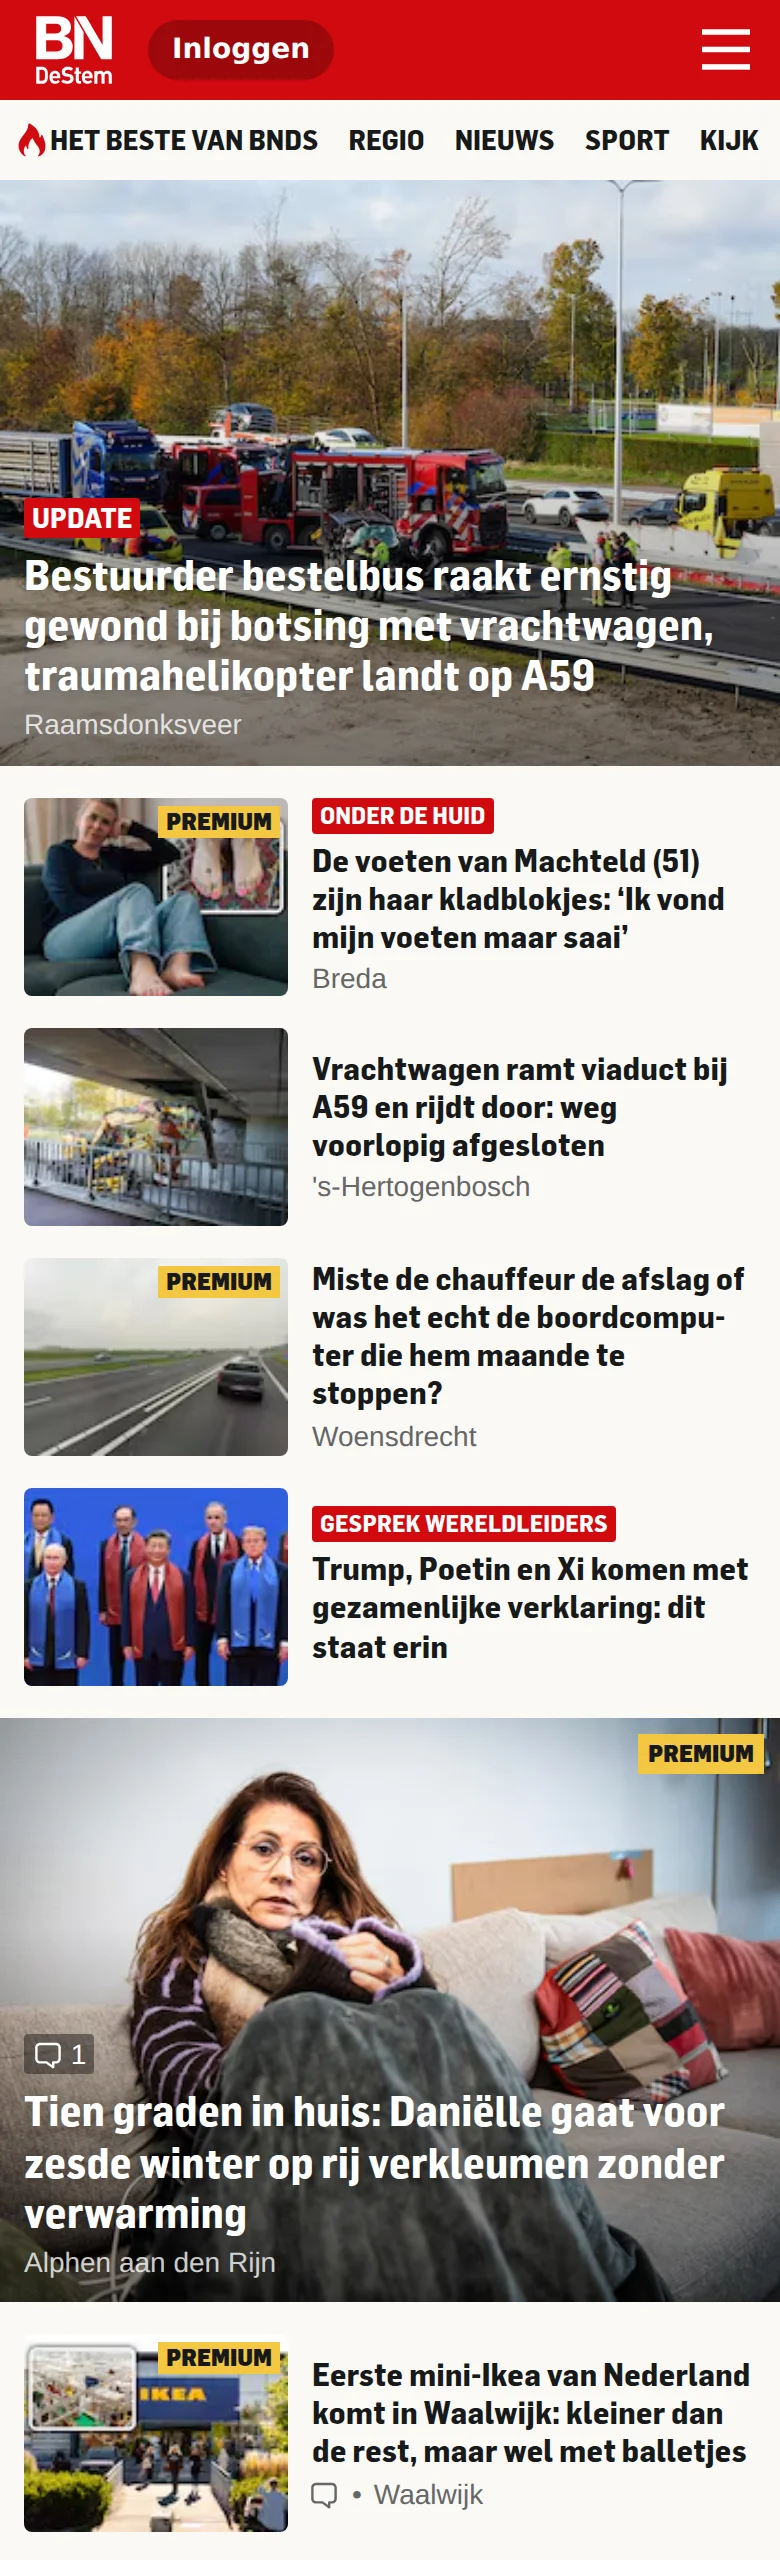 BN
DeStem
Inloggen
HET BESTE VAN BNDS REGIO NIEUWS SPORT KIJK
UPDATE
Bestuurder bestelbus raakt ernstig
gewond bij botsing met vrachtwagen,
traumahelikopter landt op A59
Raamsdonksveer
PREMIUM
ONDER DE HUID
De voeten van Machteld (51)
zijn haar kladblokjes: ‘Ik vond
mijn voeten maar saai’
Breda
Vrachtwagen ramt viaduct bij
A59 en rijdt door: weg
voorlopig afgesloten
's-Hertogenbosch
PREMIUM
Miste de chauffeur de afslag of
was het echt de boordcompu-
ter die hem maande te
stoppen?
Woensdrecht
GESPREK WERELDLEIDERS
Trump, Poetin en Xi komen met
gezamenlijke verklaring: dit
staat erin
PREMIUM
1
Tien graden in huis: Daniëlle gaat voor
zesde winter op rij verkleumen zonder
verwarming
Alphen aan den Rijn
PREMIUM
IKEA
Eerste mini-Ikea van Nederland
komt in Waalwijk: kleiner dan
de rest, maar wel met balletjes
• Waalwijk